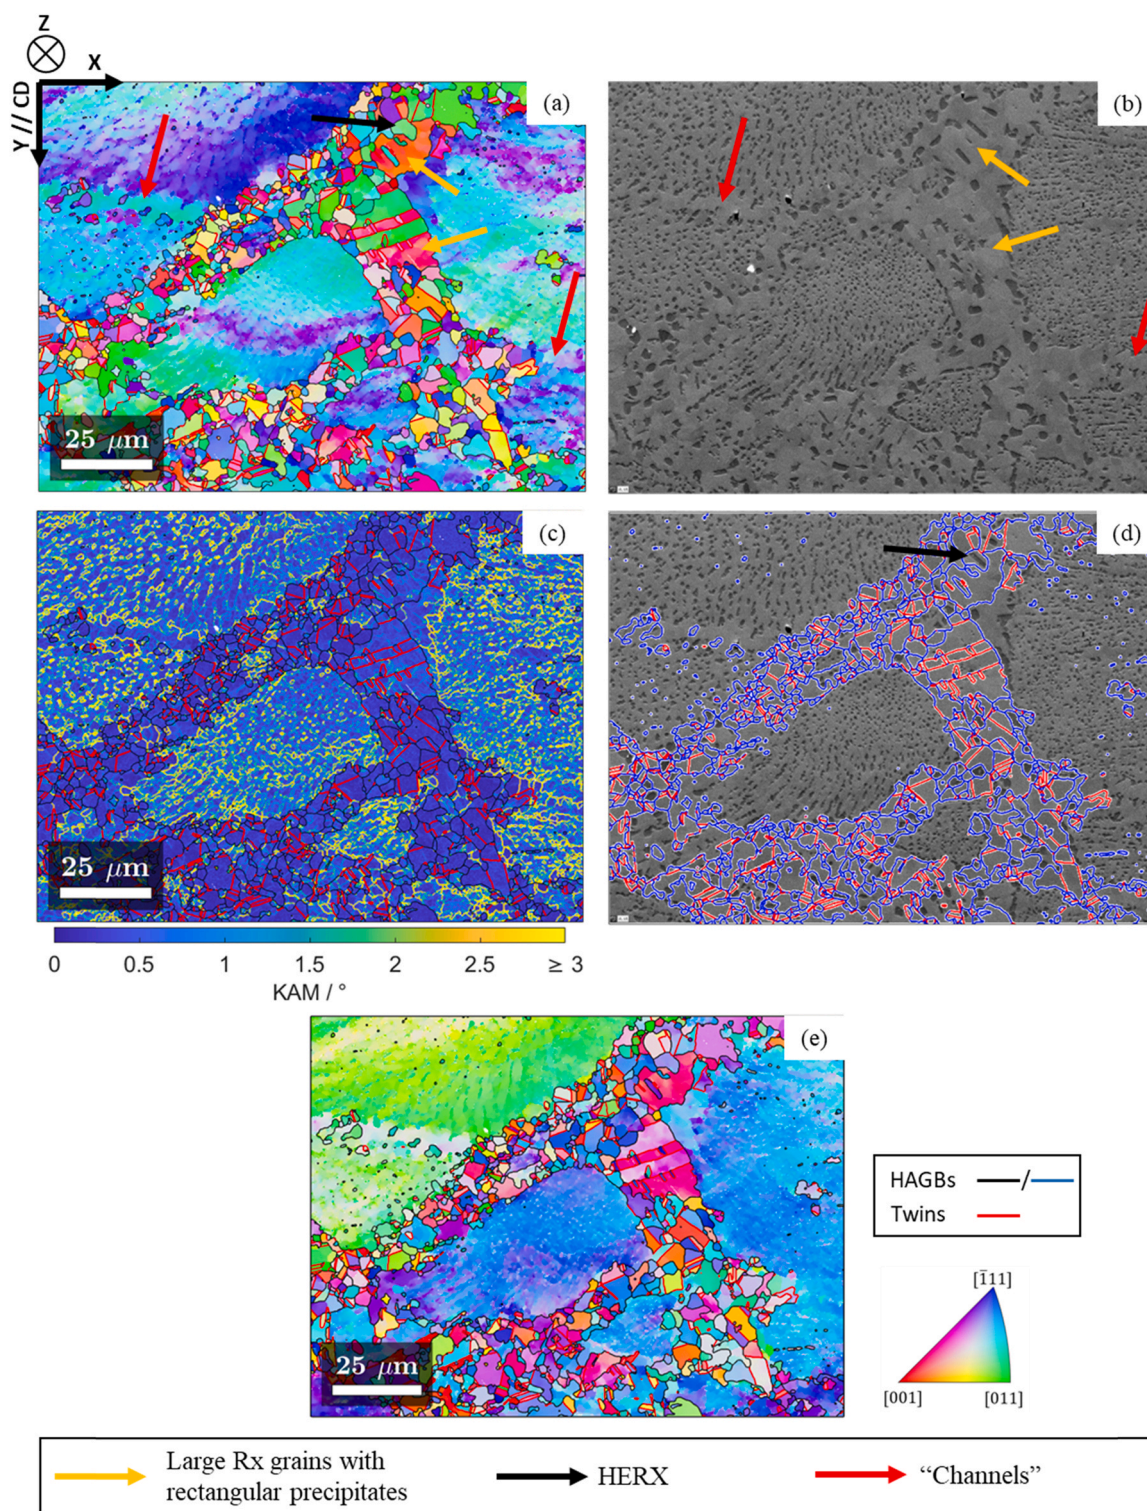 Z
X
Y // CD
(a)
(b)
25 μm
(c)
(d)
25 μm
0 0.5 1 1.5 2 2.5 ≥ 3
KAM / °
(e)
25 μm
HAGBs /
Twins
[1̄11]
[001]
[011]
Large Rx grains with
rectangular precipitates
HERX
“Channels”